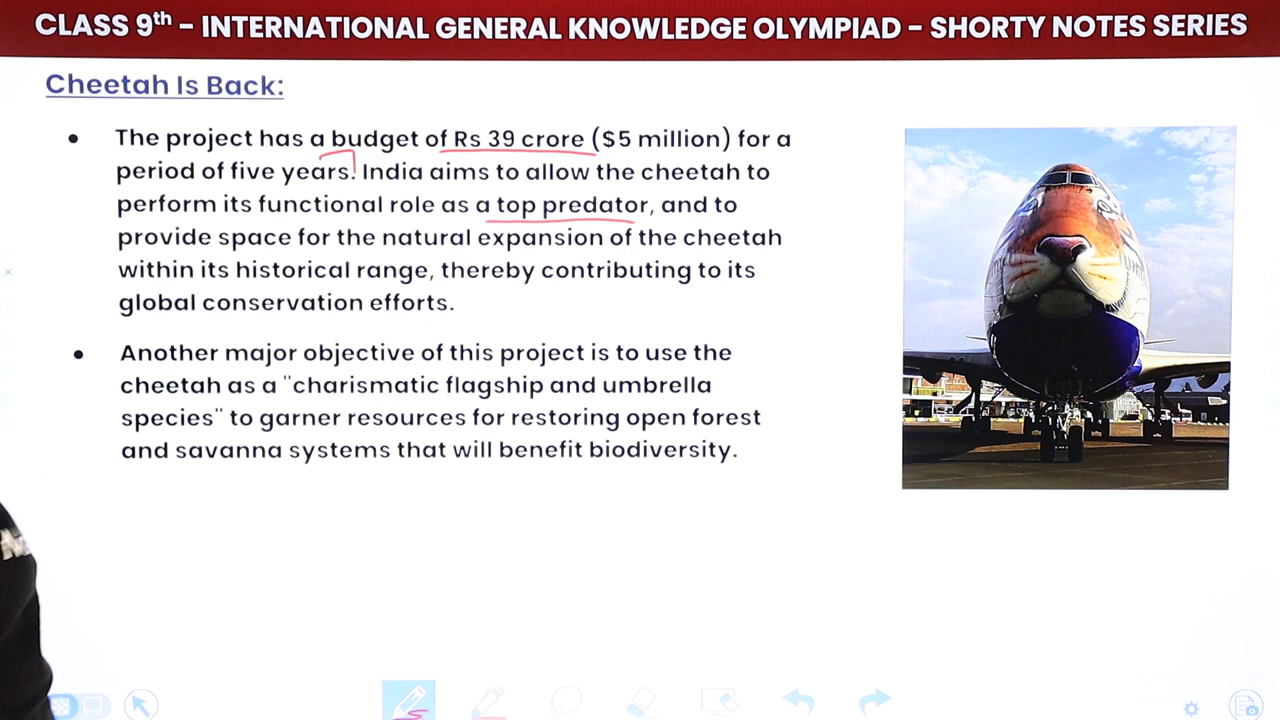 CLASS 9th – INTERNATIONAL GENERAL KNOWLEDGE OLYMPIAD – SHORTY NOTES SERIES
Cheetah Is Back:
• The project has a budget of Rs 39 crore ($5 million) for a
period of five years. India aims to allow the cheetah to
perform its functional role as a top predator, and to
provide space for the natural expansion of the cheetah
within its historical range, thereby contributing to its
global conservation efforts.
• Another major objective of this project is to use the
cheetah as a "charismatic flagship and umbrella
species" to garner resources for restoring open forest
and savanna systems that will benefit biodiversity.